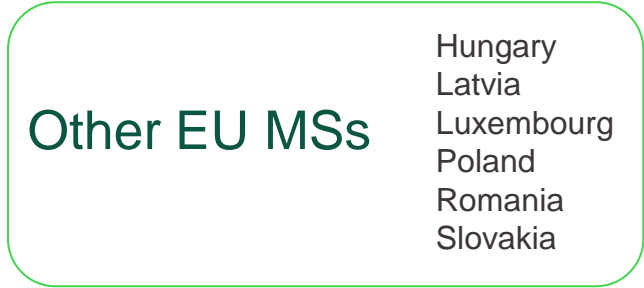 Other EU MSs
Hungary
Latvia
Luxembourg
Poland
Romania
Slovakia